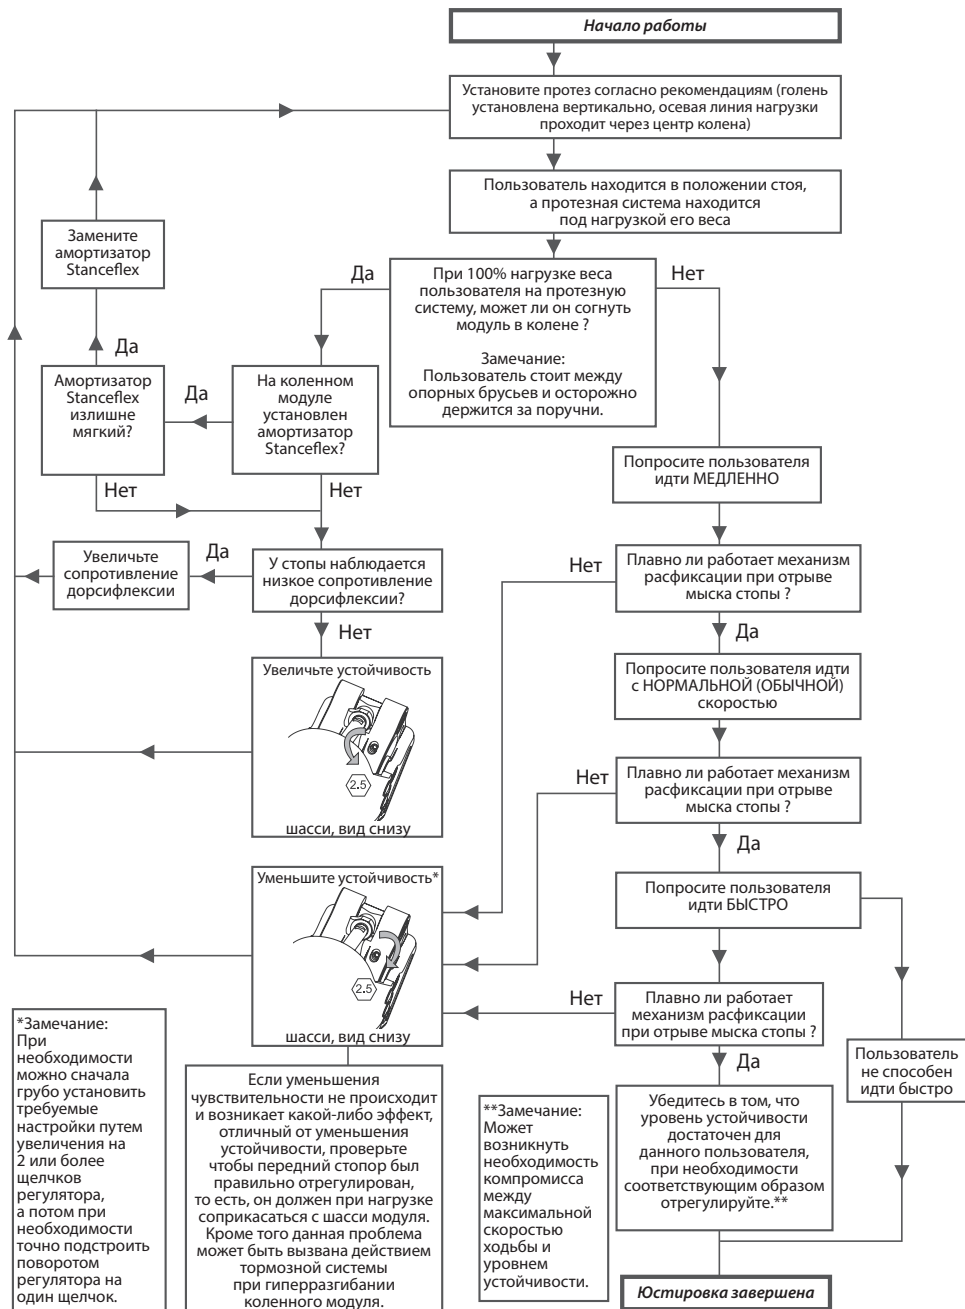 Начало работы
Установите протез согласно рекомендациям (голень
установлена вертикально, осевая линия нагрузки
проходит через центр колена)
Пользователь находится в положении стоя,
а протезная система находится
под нагрузкой его веса
Замените
амортизатор
Stanceflex
Да
При 100% нагрузке веса
пользователя на протезную
систему, может ли он согнуть
модуль в колене ?
Замечание:
Пользователь стоит между
опорных брусьев и осторожно
держится за поручни.
Нет
Да
Амортизатор
Stanceflex
излишне
мягкий?
Да
На коленном
модуле
установлен
амортизатор
Stanceflex?
Нет
Нет
Попросите пользователя
идти МЕДЛЕННО
Увеличьте
сопротивление
дорсифлексии
Да
У стопы наблюдается
низкое сопротивление
дорсифлексии?
Нет
Нет
Плавно ли работает механизм
расфиксации при отрыве
мыска стопы ?
Да
Увеличьте устойчивость
2.5
шасси, вид снизу
Попросите пользователя идти
с НОРМАЛЬНОЙ (ОБЫЧНОЙ)
скоростью
Нет
Плавно ли работает механизм
расфиксации при отрыве
мыска стопы ?
Да
Уменьшите устойчивость*
2.5
шасси, вид снизу
Попросите пользователя
идти БЫСТРО
Нет
Плавно ли работает
механизм расфиксации
при отрыве мыска стопы ?
Да
Пользователь
не способен
идти быстро
*Замечание:
При
необходимости
можно сначала
грубо установить
требуемые
настройки путем
увеличения на
2 или более
щелчков
регулятора,
а потом при
необходимости
точно подстроить
поворотом
регулятора на
один щелчок.
Если уменьшения
чувствительности не происходит
и возникает какой-либо эффект,
отличный от уменьшения
устойчивости, проверьте
чтобы передний стопор был
правильно отрегулирован,
то есть, он должен при нагрузке
соприкасаться с шасси модуля.
Кроме того данная проблема
может быть вызвана действием
тормозной системы
при гиперразгибании
коленного модуля.
**Замечание:
Может
возникнуть
необходимость
компромисса
между
максимальной
скоростью
ходьбы и
уровнем
устойчивости.
Убедитесь в том, что
уровень устойчивости
достаточен для
данного пользователя,
при необходимости
соответствующим образом
отрегулируйте.**
Юстировка завершена